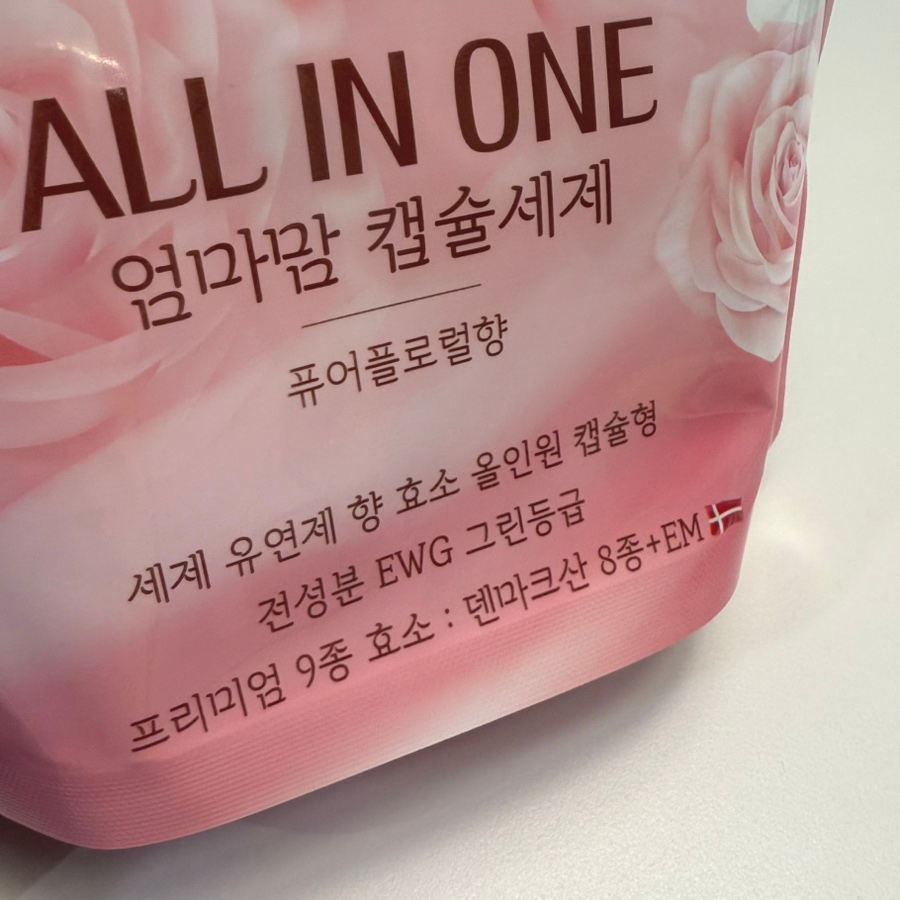 ALL IN ONE
엄마맘 캡슐세제
퓨어플로럴향
세제 유연제 향 효소 올인원 캡슐형
전성분 EWG 그린등급
프리미엄 9종 효소 : 덴마크산 8종+EM